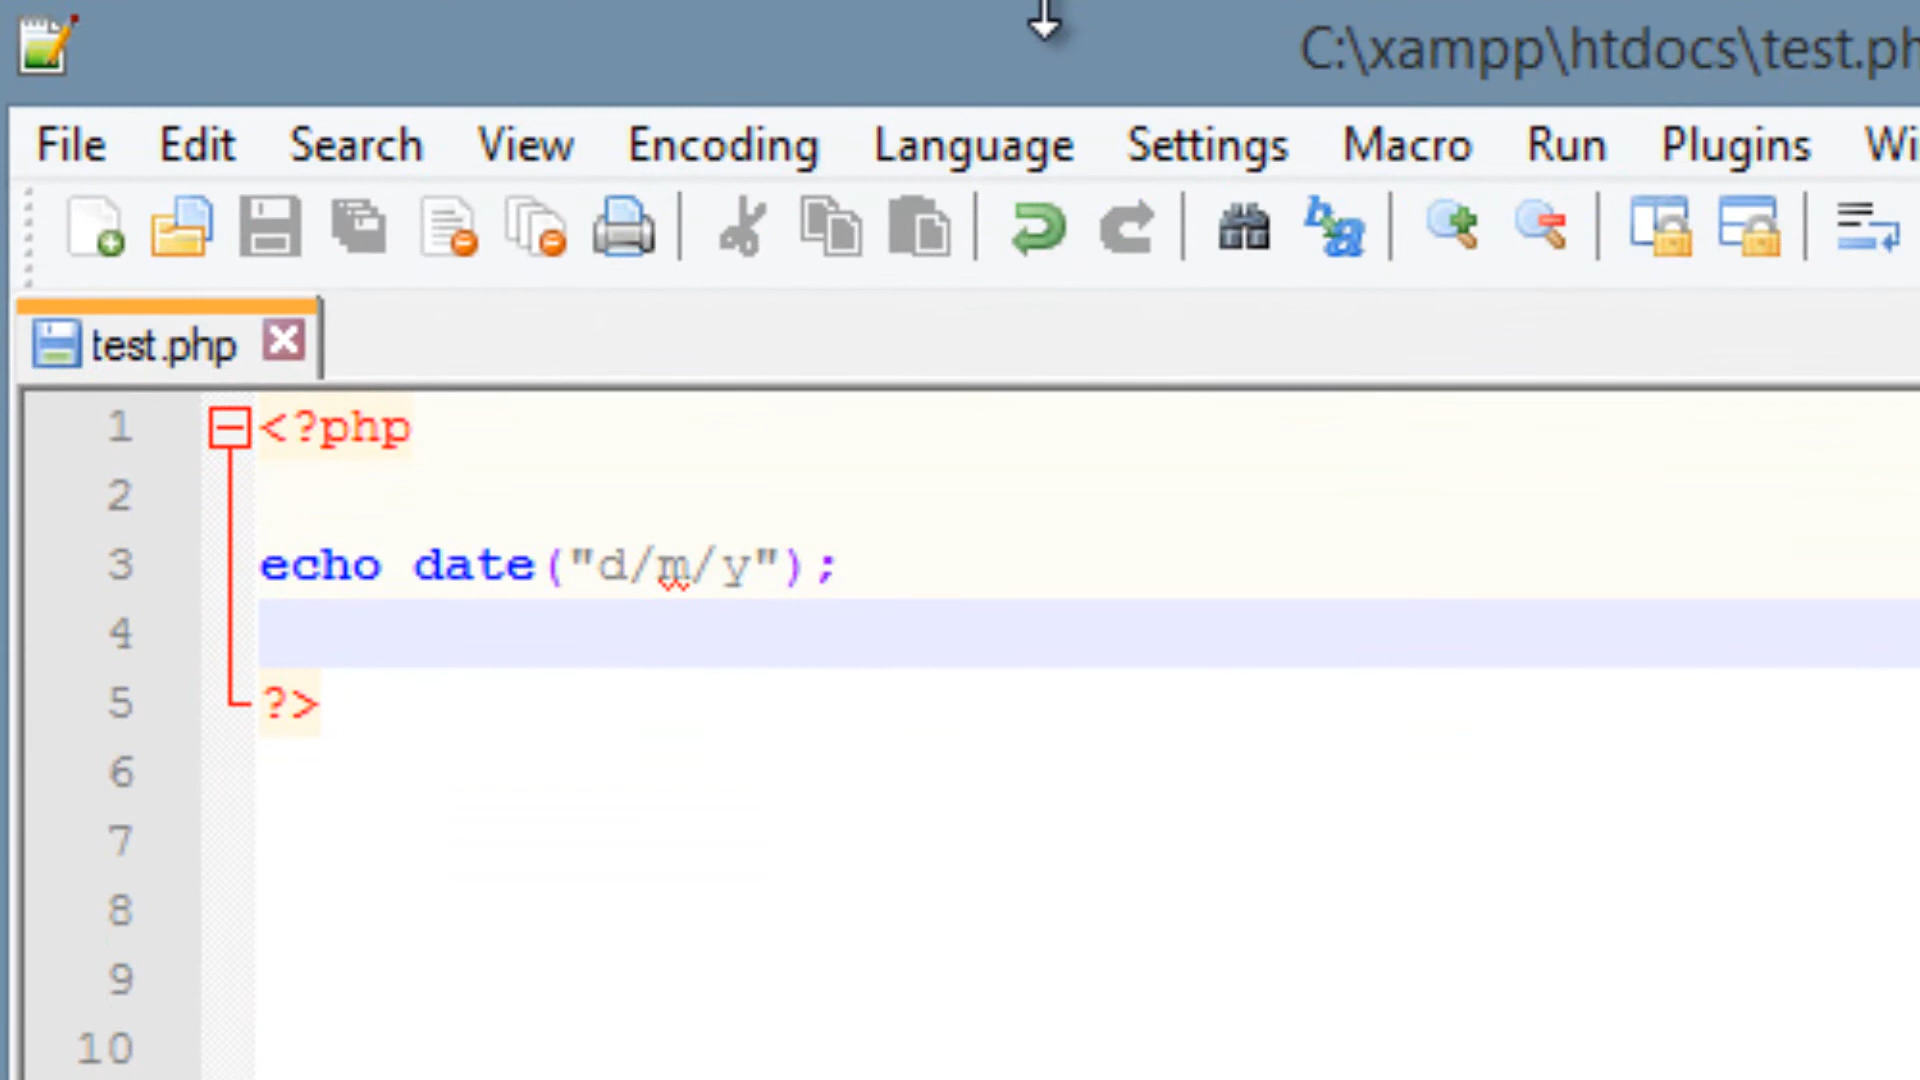 C:\xampp\htdocs\test.ph
File Edit Search View Encoding Language Settings Macro Run Plugins Wi
test.php
1 <?php
2
3 echo date("d/m/y");
4
5 ?>
6
7
8
9
10